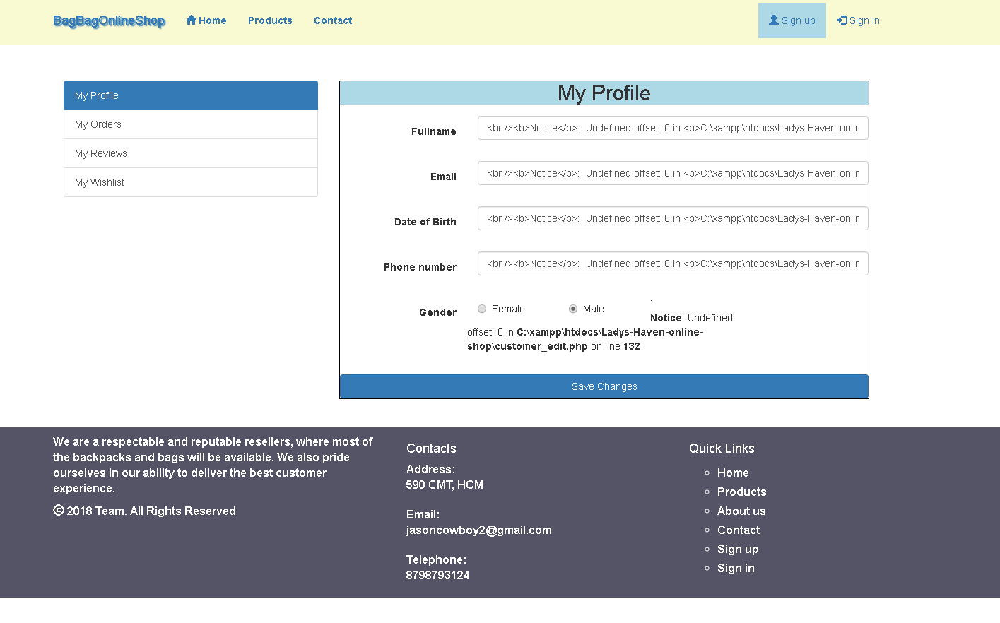 BagBagOnlineShop Home Products Contact Sign up Sign in
My Profile
My Orders
My Reviews
My Wishlist
My Profile
Fullname <br /><b>Notice</b>:  Undefined offset: 0 in <b>C:\xampp\htdocs\Ladys-Haven-onlin
Email <br /><b>Notice</b>:  Undefined offset: 0 in <b>C:\xampp\htdocs\Ladys-Haven-onlin
Date of Birth <br /><b>Notice</b>:  Undefined offset: 0 in <b>C:\xampp\htdocs\Ladys-Haven-onlin
Phone number <br /><b>Notice</b>:  Undefined offset: 0 in <b>C:\xampp\htdocs\Ladys-Haven-onlin
Gender Female Male `
Notice: Undefined
offset: 0 in C:\xampp\htdocs\Ladys-Haven-online-
shop\customer_edit.php on line 132
Save Changes
We are a respectable and reputable resellers, where most of
the backpacks and bags will be available. We also pride
ourselves in our ability to deliver the best customer
experience.
© 2018 Team. All Rights Reserved
Contacts
Address:
590 CMT, HCM
Email:
jasoncowboy2@gmail.com
Telephone:
8798793124
Quick Links
Home
Products
About us
Contact
Sign up
Sign in